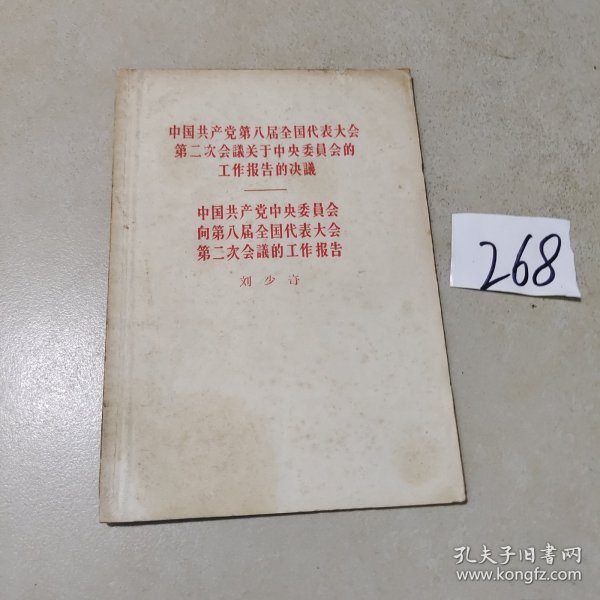 中国共产党第八届全国代表大会
第二次会議关于中央委員会的
工作报告的决議
中国共产党中央委員会
向第八届全国代表大会
第二次会議的工作报告
刘少奇
268
孔夫子旧书网
www.kongfz.com